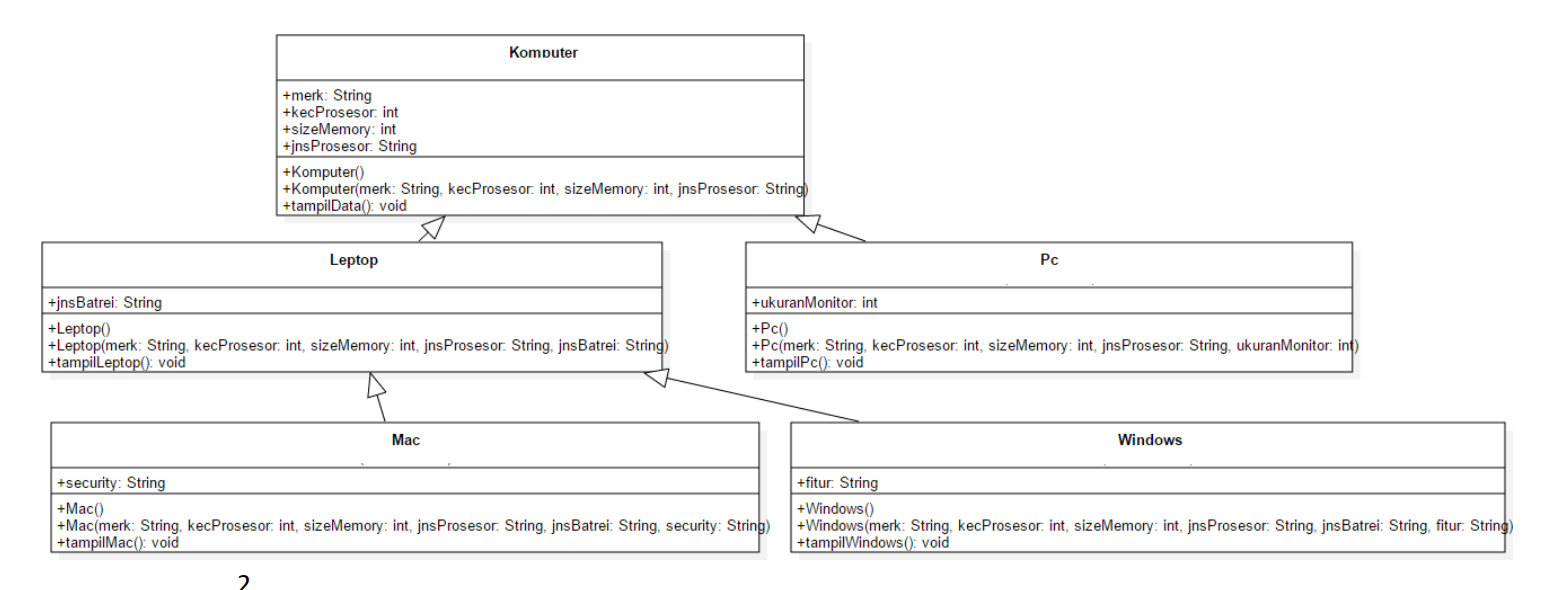 Komputer
+merk: String
+kecProsesor: int
+sizeMemory: int
+jnsProsesor: String
+Komputer()
+Komputer(merk: String, kecProsesor: int, sizeMemory: int, jnsProsesor: String)
+tampilData(): void
Leptop
+jnsBatrei: String
+Leptop()
+Leptop(merk: String, kecProsesor: int, sizeMemory: int, jnsProsesor: String, jnsBatrei: String)
+tampilLeptop(): void
Pc
+ukuranMonitor: int
+Pc()
+Pc(merk: String, kecProsesor: int, sizeMemory: int, jnsProsesor: String, ukuranMonitor: int)
+tampilPc(): void
Mac
+security: String
+Mac()
+Mac(merk: String, kecProsesor: int, sizeMemory: int, jnsProsesor: String, jnsBatrei: String, security: String)
+tampilMac(): void
Windows
+fitur: String
+Windows()
+Windows(merk: String, kecProsesor: int, sizeMemory: int, jnsProsesor: String, jnsBatrei: String, fitur: String)
+tampilWindows(): void
2